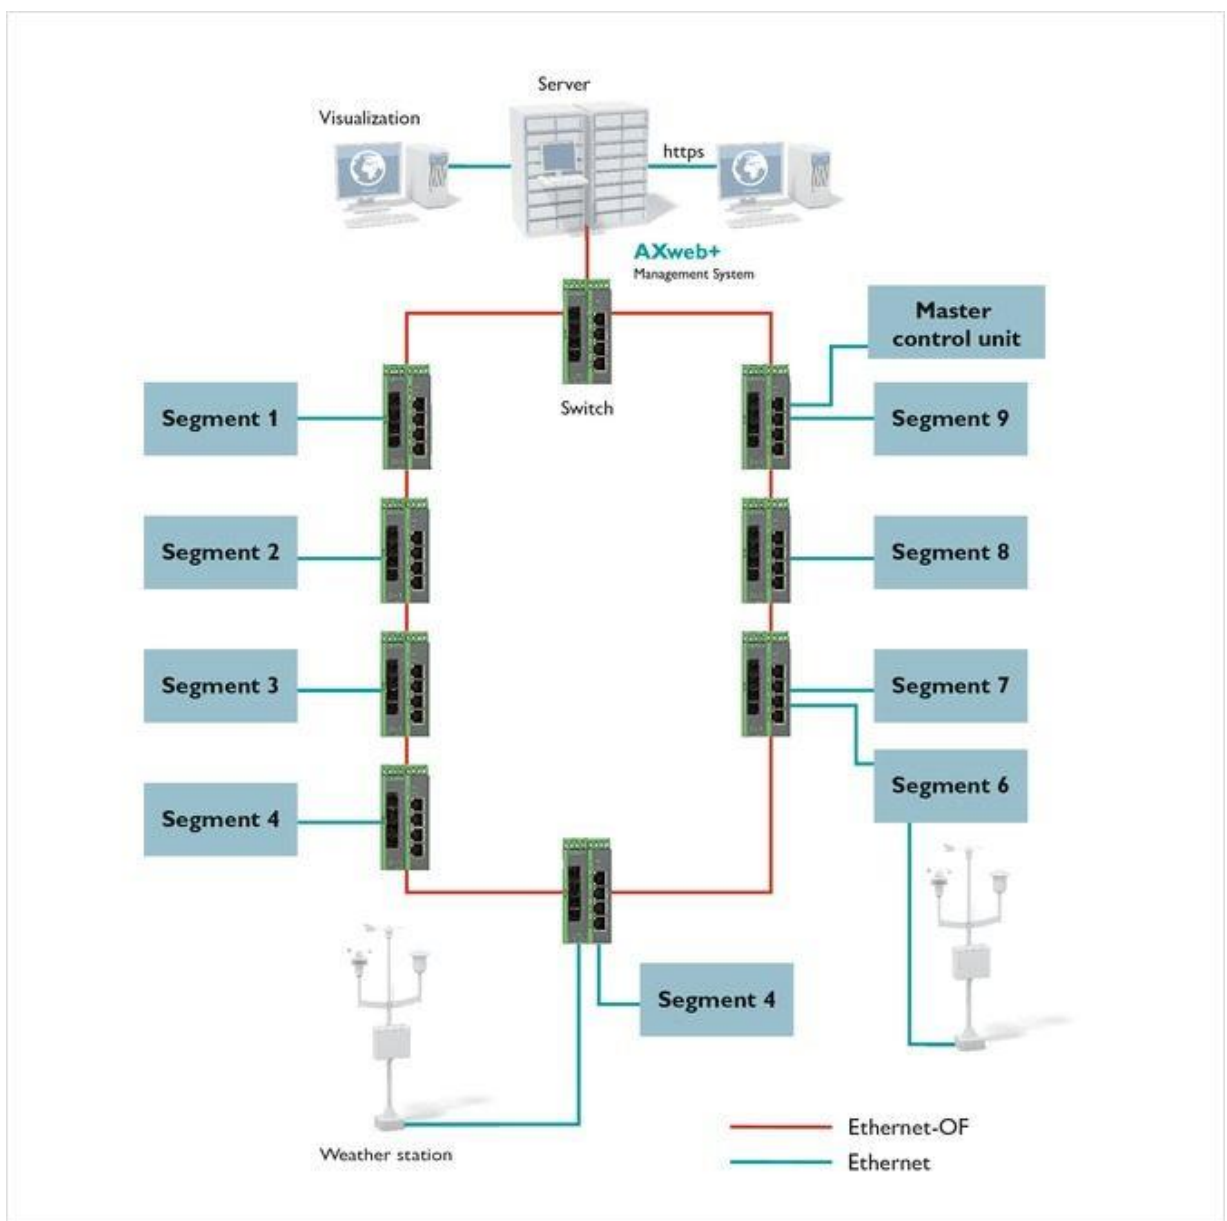 Server
Visualization
https
AXweb+
Management System
Master
control unit
Switch
Segment 1
Segment 9
Segment 2
Segment 8
Segment 3
Segment 7
Segment 6
Segment 4
Segment 4
Weather station
Ethernet-OF
Ethernet